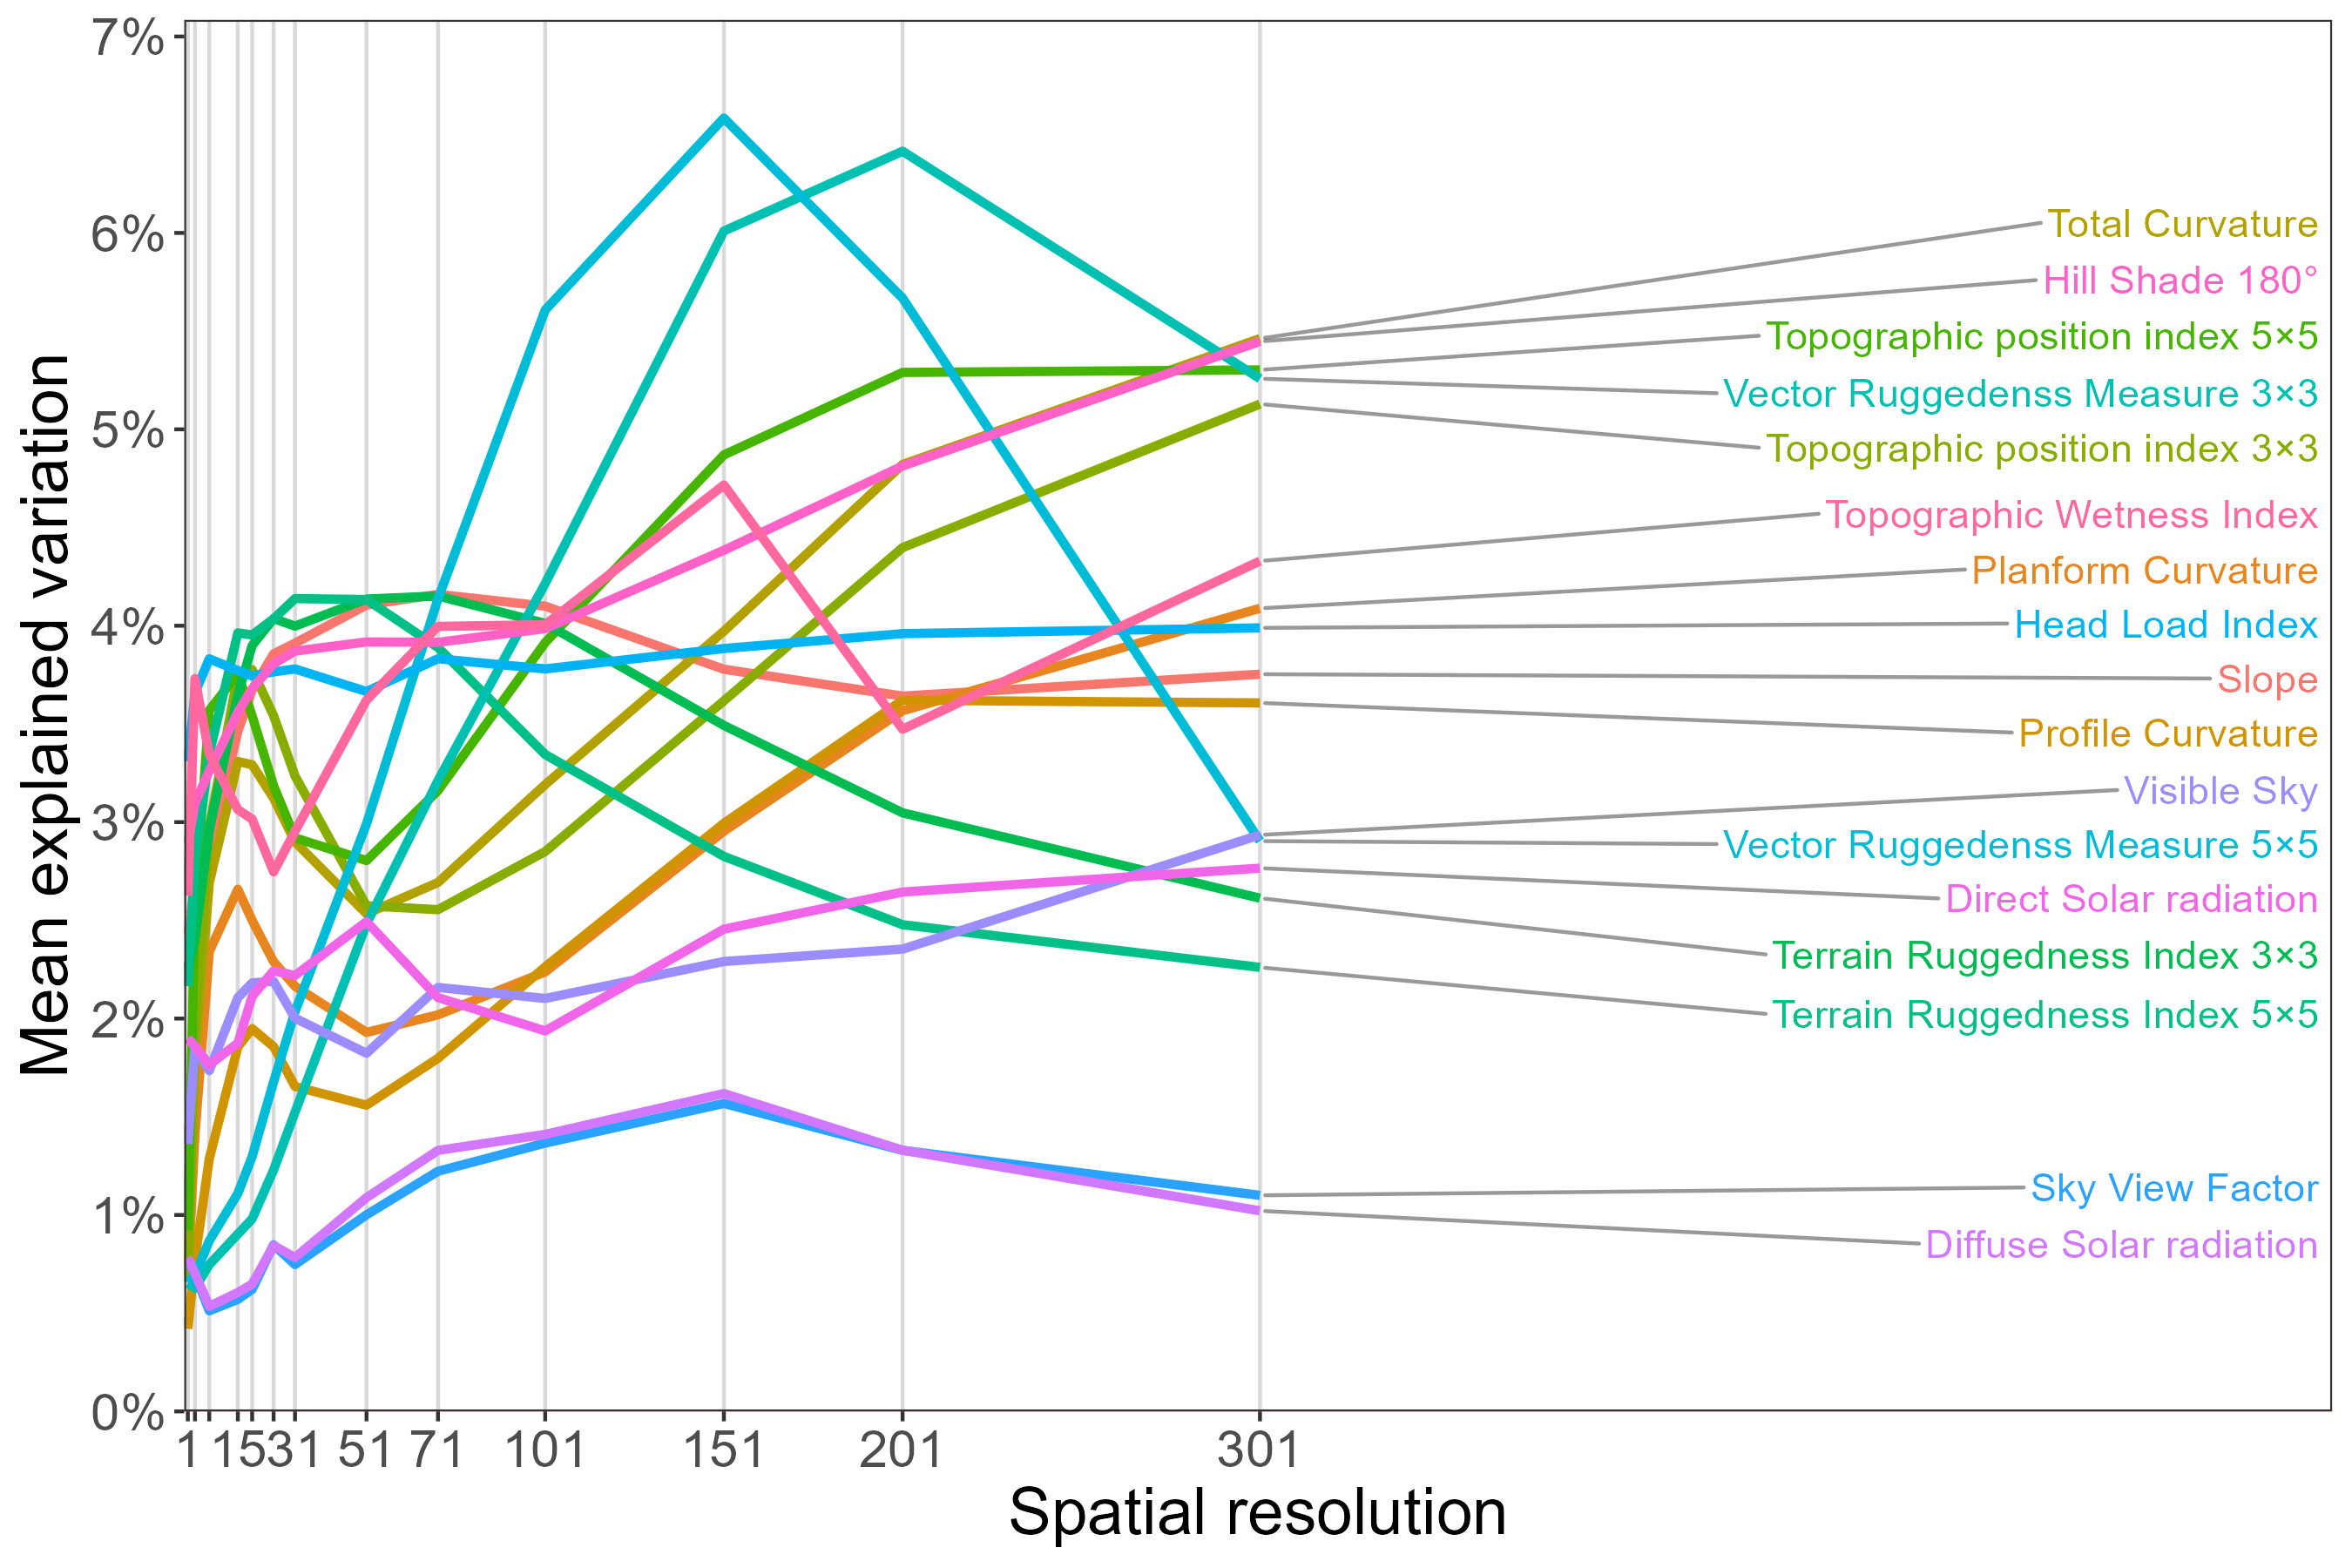 Mean explained variation
7%
6%
5%
4%
3%
2%
1%
0%
1 15 31 51 71 101 151 201 301
Spatial resolution
Total Curvature
Hill Shade 180°
Topographic position index 5×5
Vector Ruggedenss Measure 3×3
Topographic position index 3×3
Topographic Wetness Index
Planform Curvature
Head Load Index
Slope
Profile Curvature
Visible Sky
Vector Ruggedenss Measure 5×5
Direct Solar radiation
Terrain Ruggedness Index 3×3
Terrain Ruggedness Index 5×5
Sky View Factor
Diffuse Solar radiation